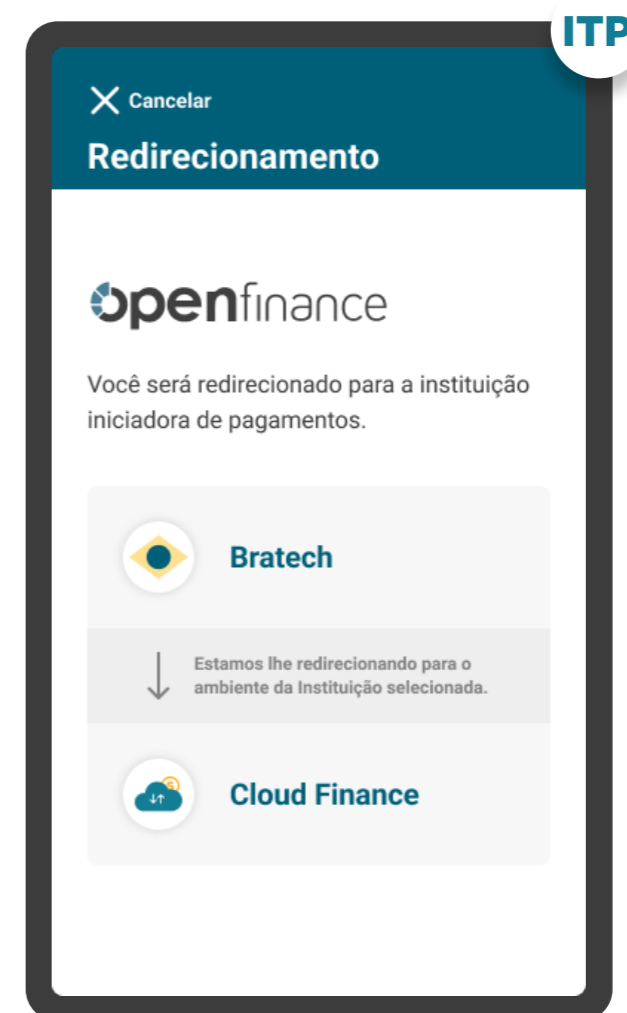 ITP
Cancelar
Redirecionamento
openfinance
Você será redirecionado para a instituição
iniciadora de pagamentos.
Bratech
Estamos lhe redirecionando para o
ambiente da Instituição selecionada.
$
Cloud Finance